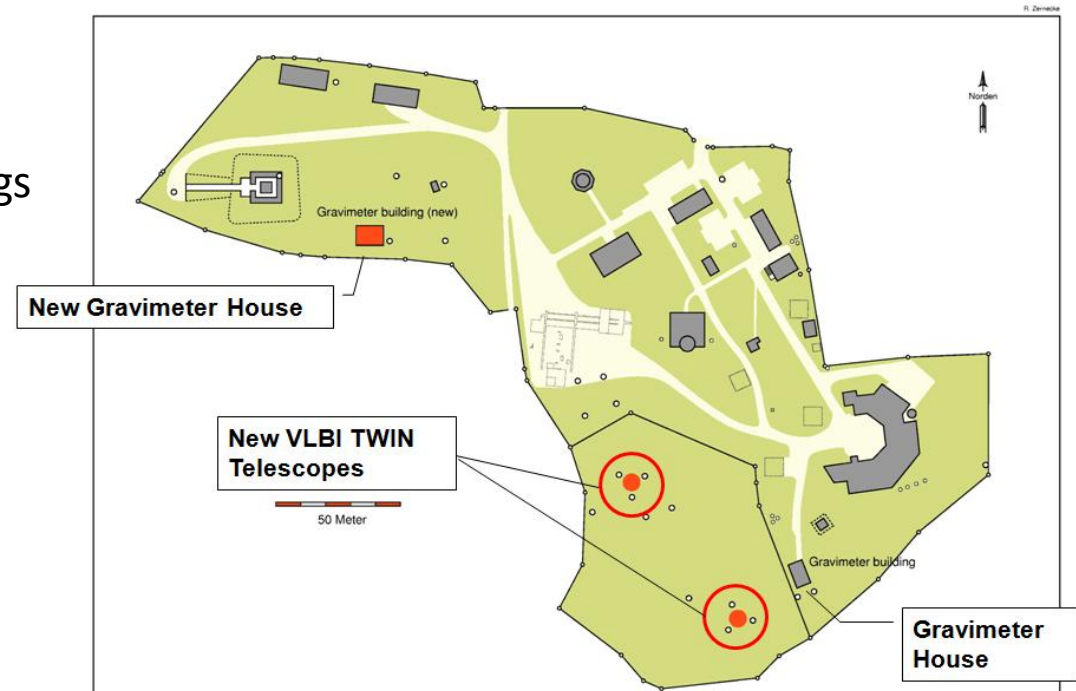 R. Zernecke
Norden
gs
Gravimeter building (new)
New Gravimeter House
New VLBI TWIN
Telescopes
50 Meter
Gravimeter building
Gravimeter
House